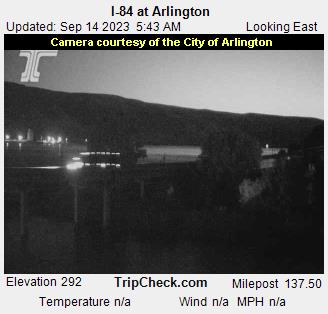 I-84 at Arlington
Updated: Sep 14 2023 5:43 AM Looking East
Camera courtesy of the City of Arlington
Elevation 292 TripCheck.com Milepost 137.50
Temperature n/a Wind n/a MPH n/a